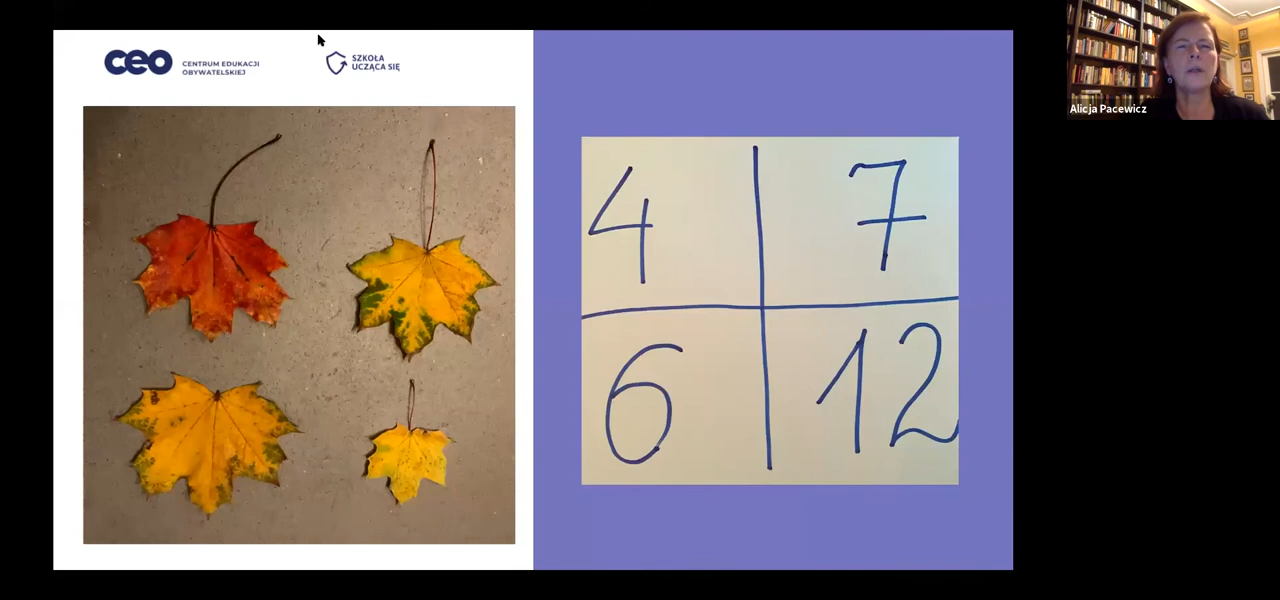 ceo
CENTRUM EDUKACJI
OBYWATELSKIEJ
SZKOŁA
UCZĄCA SIĘ
4 7
6 12
Alicja Pacewicz